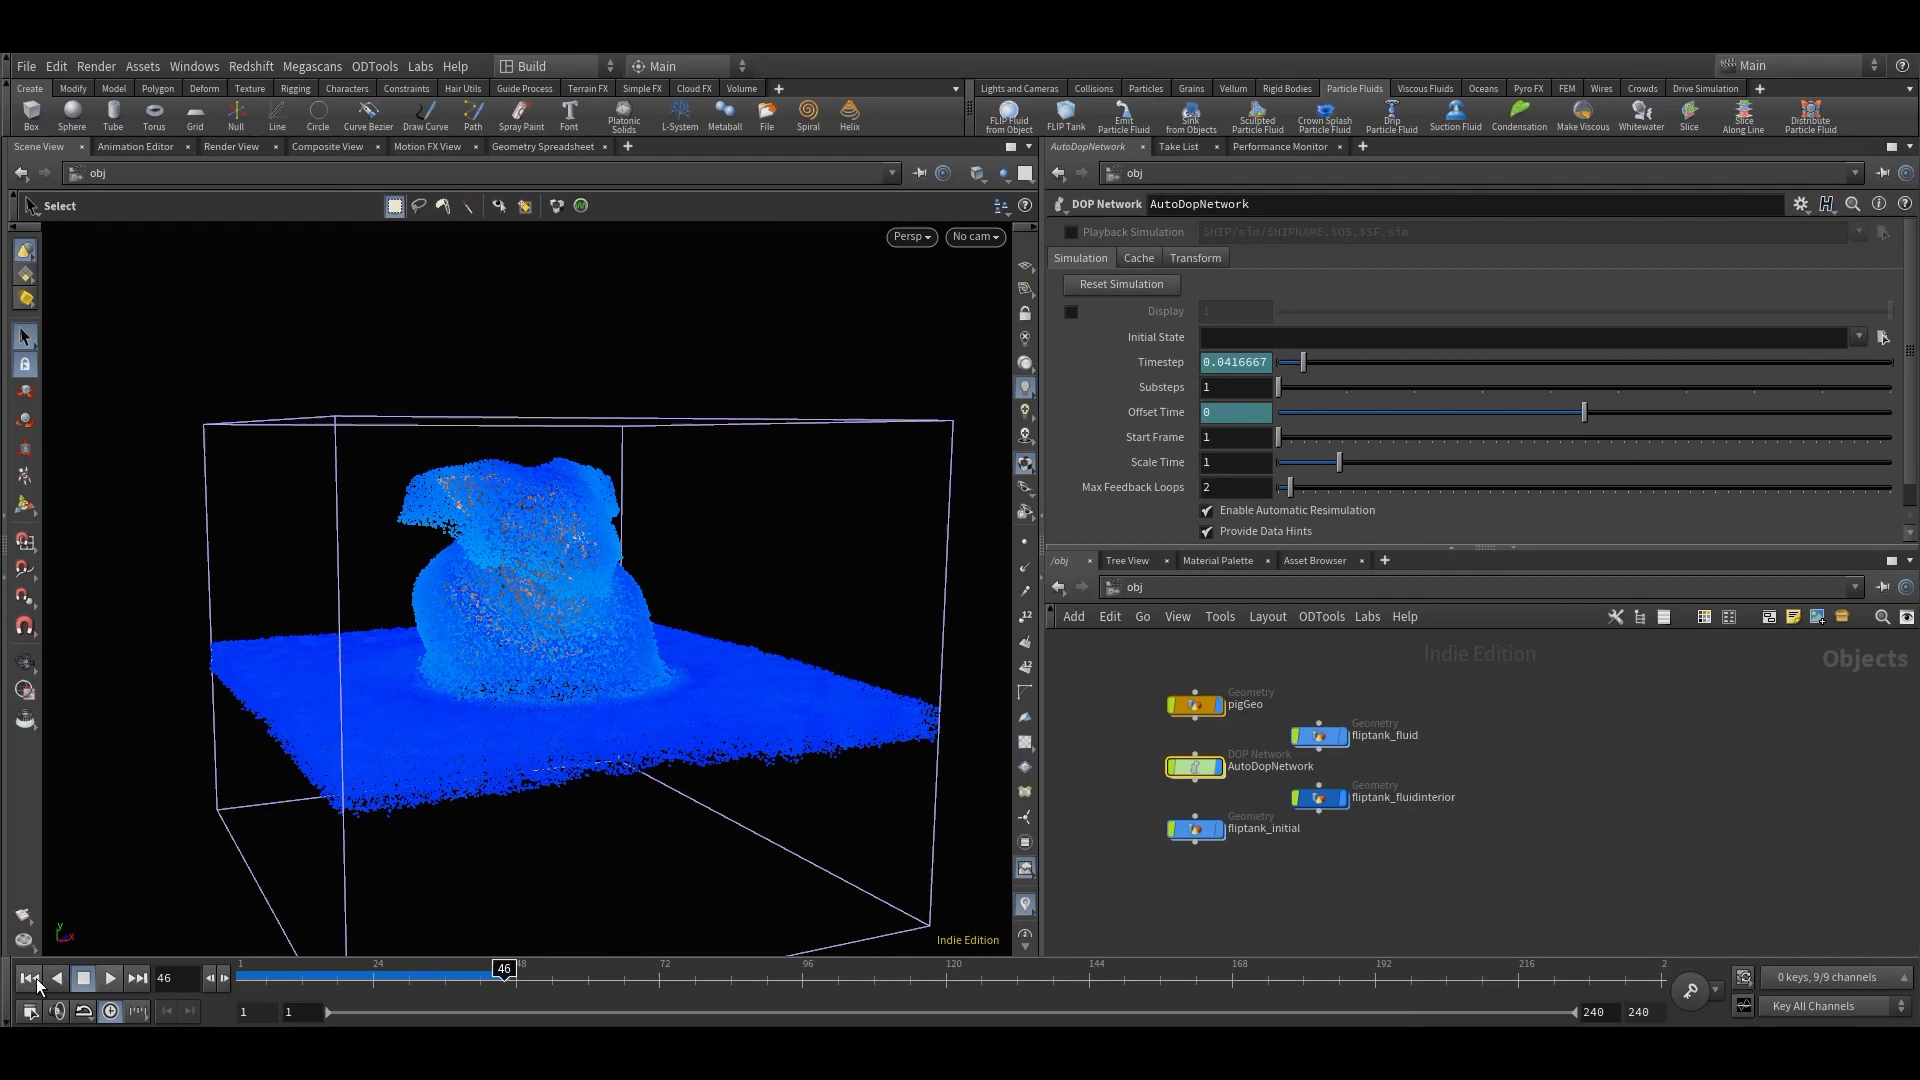 File Edit Render Assets Windows Redshift Megascans ODTools Labs Help Build Main Main
Create Modify Model Polygon Deform Texture Rigging Characters Constraints Hair Utils Guide Process Terrain FX Simple FX Cloud FX Volume
Lights and Cameras Collisions Particles Grains Vellum Rigid Bodies Particle Fluids Viscous Fluids Oceans Pyro FX FEM Wires Crowds Drive Simulation
Box Sphere Tube Torus Grid Null Line Circle Curve Bezier Draw Curve Path Spray Paint Font Platonic Solids L-System Metaball File Spiral Helix
FLIP Fluid from Object FLIP Tank Emit Particle Fluid Sink from Objects Sculpted Particle Fluid Crown Splash Particle Fluid Drip Particle Fluid Suction Fluid Condensation Make Viscous Whitewater Slice Slice Along Line Distribute Particle Fluid
Scene View Animation Editor Render View Composite View Motion FX View Geometry Spreadsheet
AutoDopNetwork Take List Performance Monitor
obj
obj
Select
DOP Network AutoDopNetwork
Persp No cam
Playback Simulation $HIP/sim/$HIPNAME.$OS.$SF.sim
Simulation Cache Transform
Reset Simulation
Display 1
Initial State
Timestep 0.0416667
Substeps 1
Offset Time 0
Start Frame 1
Scale Time 1
Max Feedback Loops 2
Enable Automatic Resimulation
Provide Data Hints
/obj Tree View Material Palette Asset Browser
obj
Add Edit Go View Tools Layout ODTools Labs Help
Indie Edition
Objects
Geometry
pigGeo
Geometry
fliptank_fluid
DOP Network
AutoDopNetwork
Geometry
fliptank_fluidinterior
Geometry
fliptank_initial
12
12
y
x
Indie Edition
46
1 24 46 48 72 96 120 144 168 192 216 2
0 keys, 9/9 channels
1 1 240 240
Key All Channels